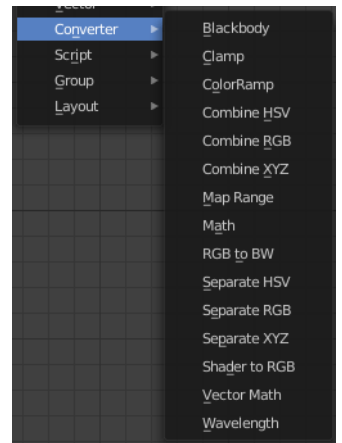 Vector
Converter
Script
Group
Layout
Blackbody
Clamp
ColorRamp
Combine HSV
Combine RGB
Combine XYZ
Map Range
Math
RGB to BW
Separate HSV
Separate RGB
Separate XYZ
Shader to RGB
Vector Math
Wavelength